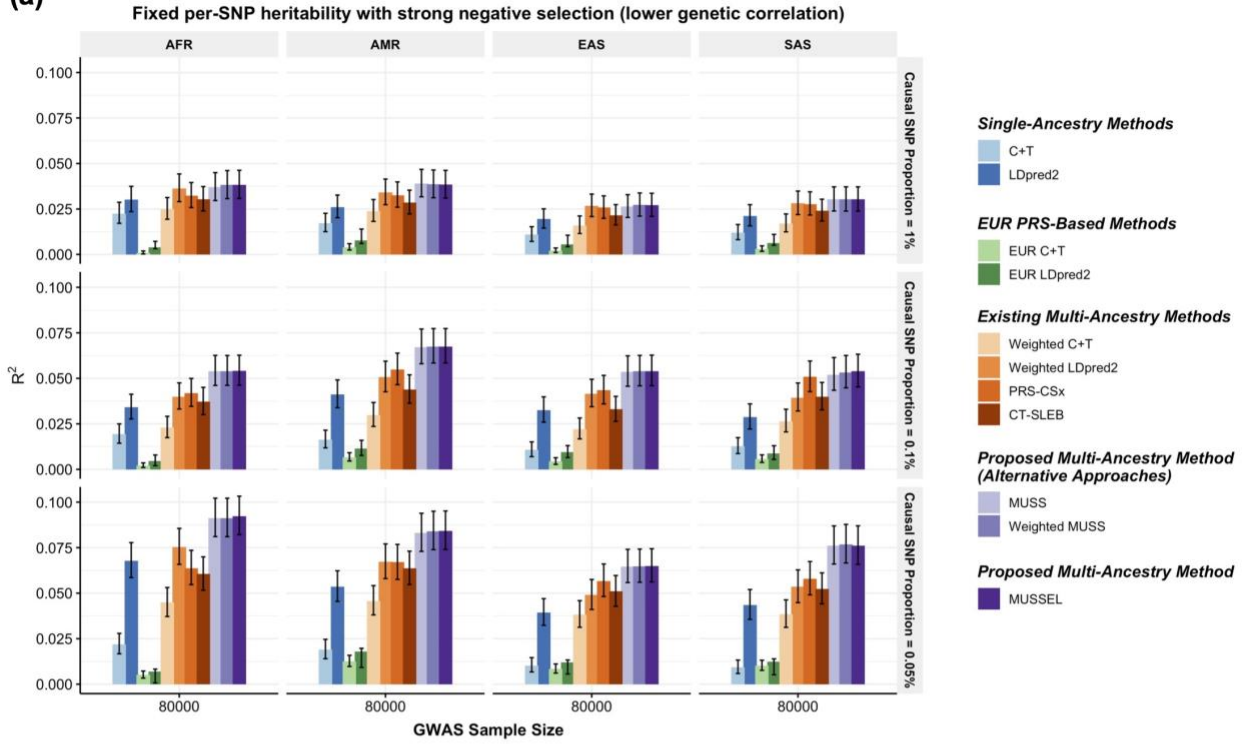 (a)
Fixed per-SNP heritability with strong negative selection (lower genetic correlation)
AFR AMR EAS SAS
0.100
0.075
0.050
0.025
0.000
Causal SNP Proportion = 1%
0.100
0.075
0.050
0.025
0.000
Causal SNP Proportion = 0.1%
0.100
0.075
0.050
0.025
0.000
Causal SNP Proportion = 0.05%
R²
80000 80000 80000 80000
GWAS Sample Size
Single-Ancestry Methods
C+T
LDpred2
EUR PRS-Based Methods
EUR C+T
EUR LDpred2
Existing Multi-Ancestry Methods
Weighted C+T
Weighted LDpred2
PRS-CSx
CT-SLEB
Proposed Multi-Ancestry Method
(Alternative Approaches)
MUSS
Weighted MUSS
Proposed Multi-Ancestry Method
MUSSEL